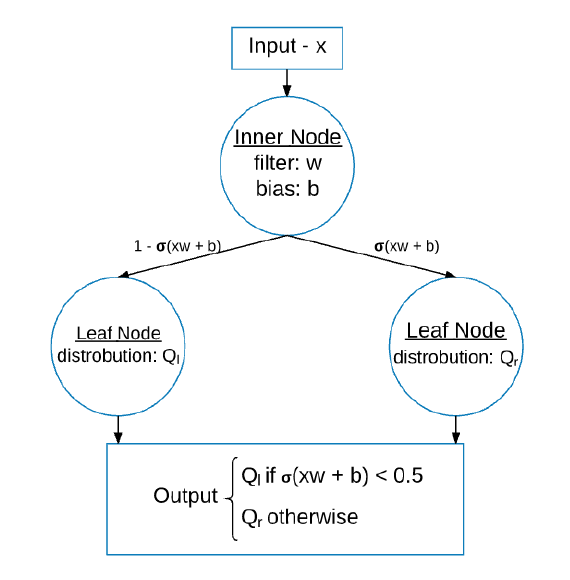 Input - x
Inner Node
filter: w
bias: b
1 - σ(xw + b)
σ(xw + b)
Leaf Node
distrobution: Qₗ
Leaf Node
distrobution: Qᵣ
Output { Qₗ if σ(xw + b) < 0.5
Qᵣ otherwise